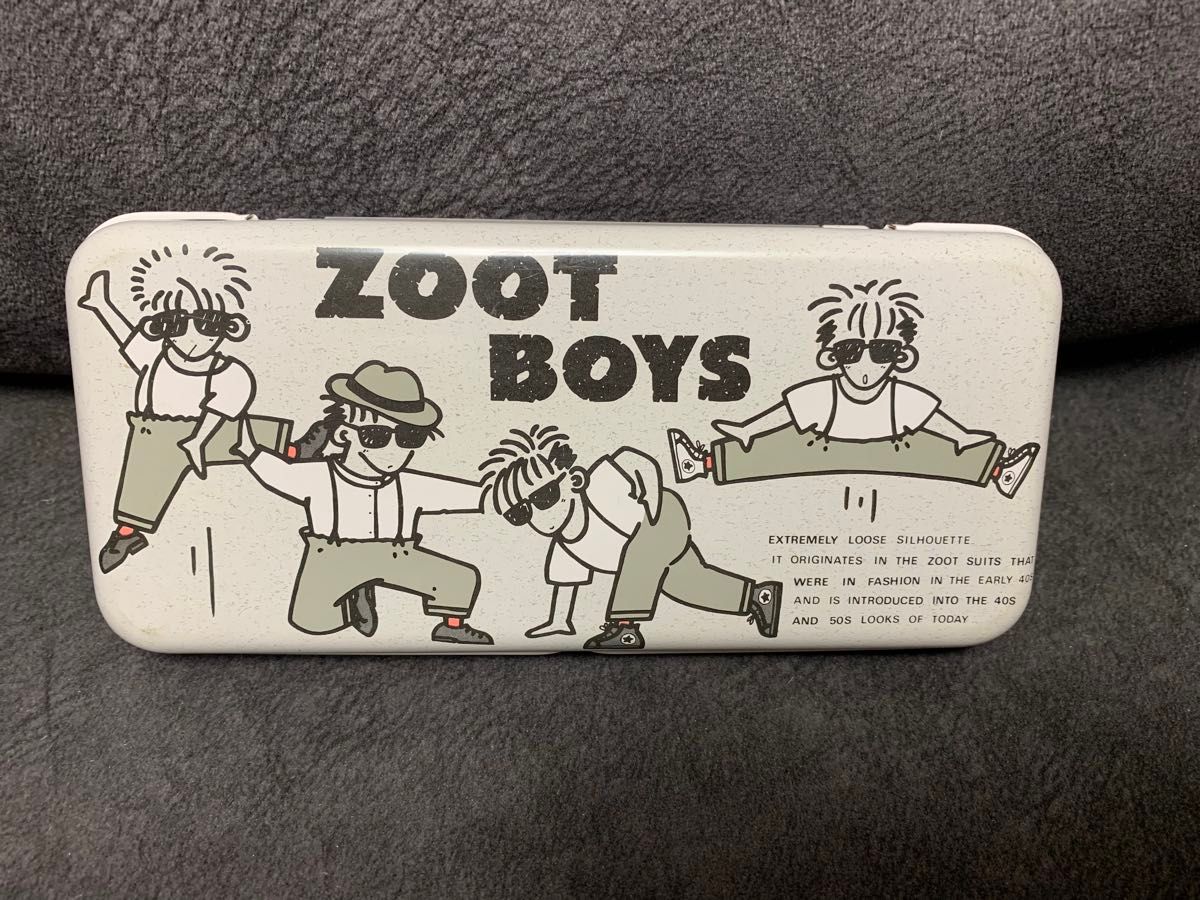 ZOOT
BOYS
EXTREMELY LOOSE SILHOUETTE
IT ORIGINATES IN THE ZOOT SUITS THAT
WERE IN FASHION IN THE EARLY 40S
AND IS INTRODUCED INTO THE 40S
AND 50S LOOKS OF TODAY